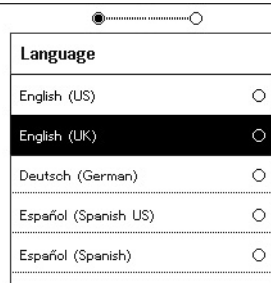 Language
English (US)
English (UK)
Deutsch (German)
Español (Spanish US)
Español (Spanish)